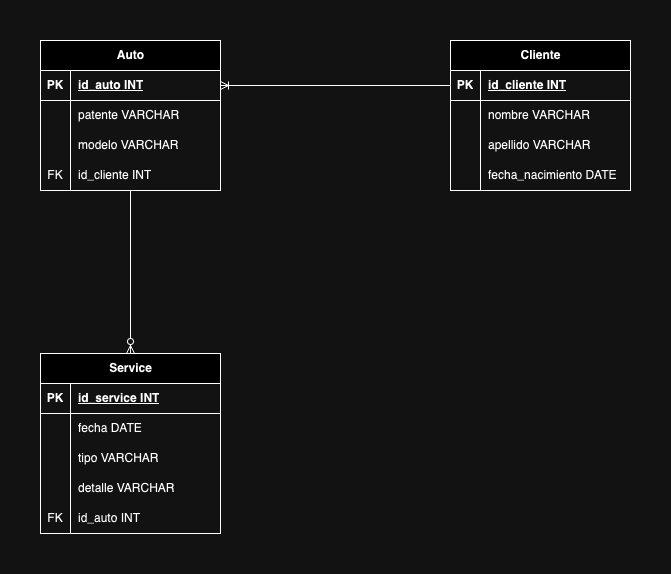 Auto
PK id_auto INT
patente VARCHAR
modelo VARCHAR
FK id_cliente INT
Cliente
PK id_cliente INT
nombre VARCHAR
apellido VARCHAR
fecha_nacimiento DATE
Service
PK id_service INT
fecha DATE
tipo VARCHAR
detalle VARCHAR
FK id_auto INT